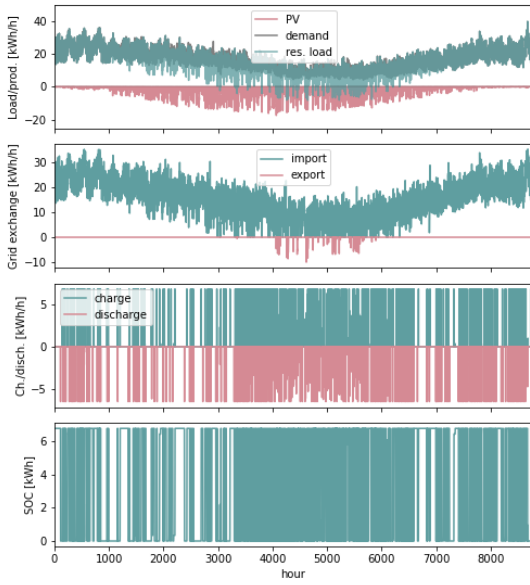 Load/prod. [kWh/h]
40
20
0
−20
PV
demand
res. load
Grid exchange [kWh/h]
30
20
10
0
−10
import
export
Ch./disch. [kWh/h]
5
0
−5
charge
discharge
SOC [kWh]
6
4
2
0
0 1000 2000 3000 4000 5000 6000 7000 8000
hour